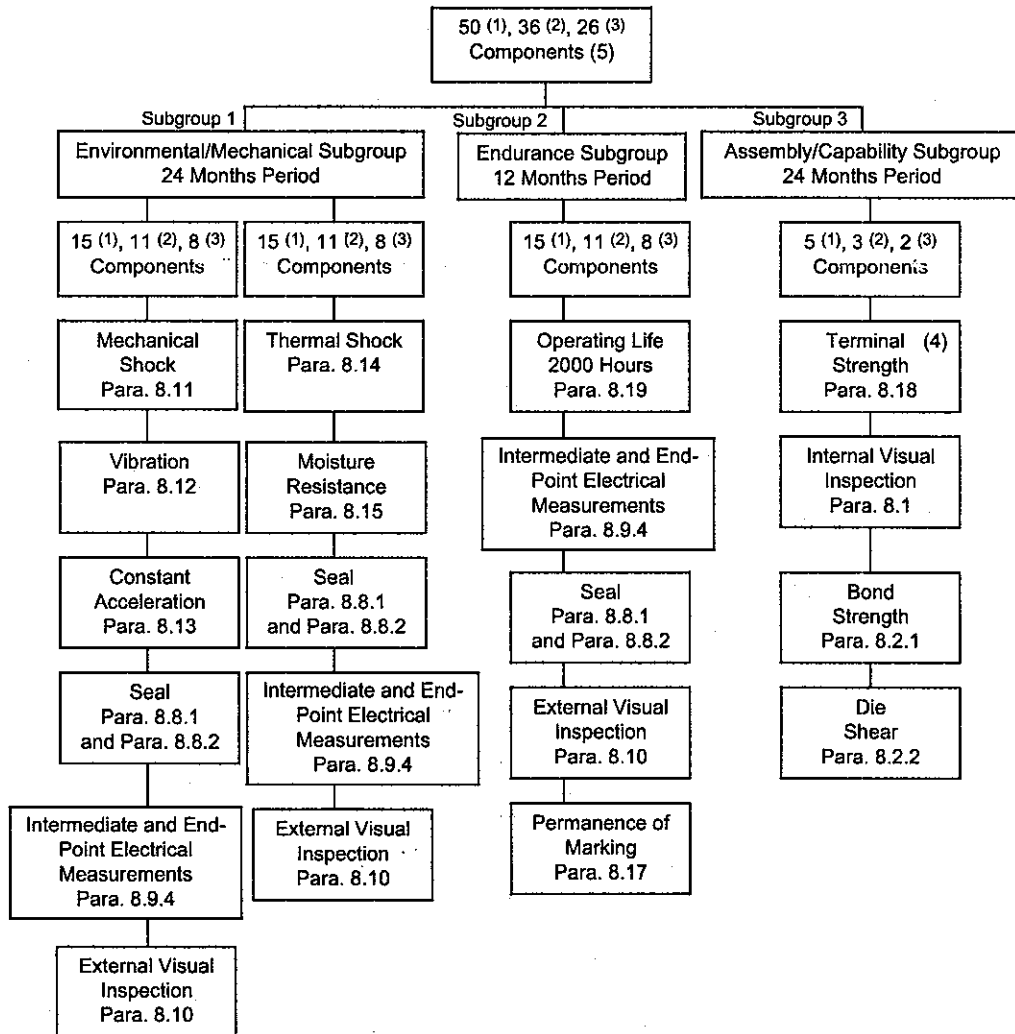 50 (1), 36 (2), 26 (3)
Components (5)
Subgroup 1
Subgroup 2
Subgroup 3
Environmental/Mechanical Subgroup
24 Months Period
Endurance Subgroup
12 Months Period
Assembly/Capability Subgroup
24 Months Period
15 (1), 11 (2), 8 (3)
Components
15 (1), 11 (2), 8 (3)
Components
15 (1), 11 (2), 8 (3)
Components
5 (1), 3 (2), 2 (3)
Components
Mechanical
Shock
Para. 8.11
Thermal Shock
Para. 8.14
Operating Life
2000 Hours
Para. 8.19
Terminal (4)
Strength
Para. 8.18
Vibration
Para. 8.12
Moisture
Resistance
Para. 8.15
Intermediate and End-
Point Electrical
Measurements
Para. 8.9.4
Internal Visual
Inspection
Para. 8.1
Constant
Acceleration
Para. 8.13
Seal
Para. 8.8.1
and Para. 8.8.2
Seal
Para. 8.8.1
and Para. 8.8.2
Bond
Strength
Para. 8.2.1
Seal
Para. 8.8.1
and Para. 8.8.2
Intermediate and End-
Point Electrical
Measurements
Para. 8.9.4
External Visual
Inspection
Para. 8.10
Die
Shear
Para. 8.2.2
Intermediate and End-
Point Electrical
Measurements
Para. 8.9.4
External Visual
Inspection
Para. 8.10
Permanence of
Marking
Para. 8.17
External Visual
Inspection
Para. 8.10